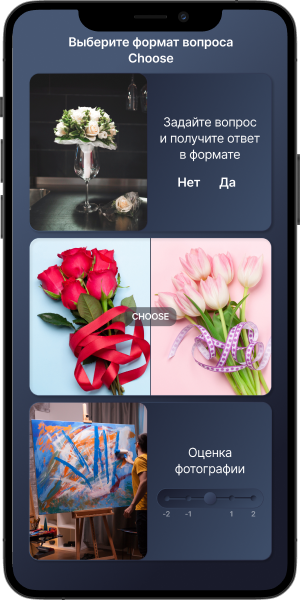 Выберите формат вопроса
Choose
Задайте вопрос
и получите ответ
в формате
Нет Да
CHOOSE
Оценка
фотографии
-2 -1 1 2